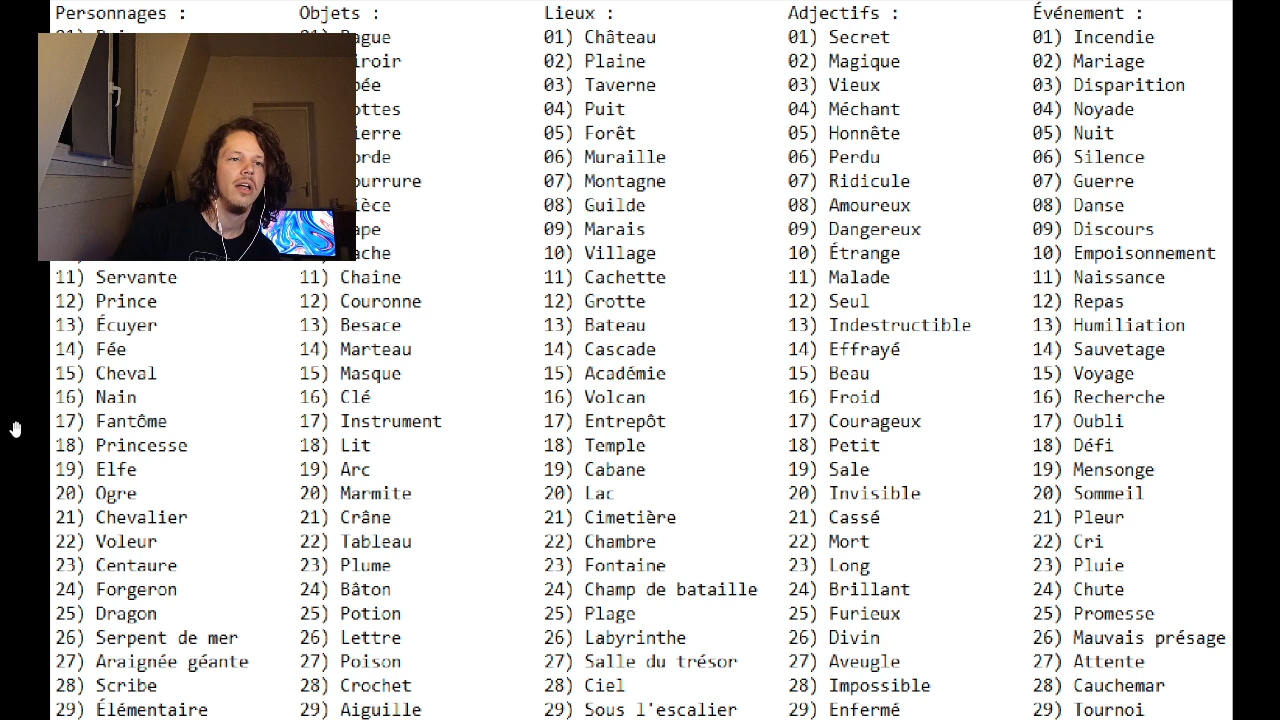 Personnages : Objets : Lieux : Adjectifs : Événement :
01) Château 01) Secret 01) Incendie
02) Plaine 02) Magique 02) Mariage
03) Taverne 03) Vieux 03) Disparition
04) Puit 04) Méchant 04) Noyade
05) Forêt 05) Honnête 05) Nuit
06) Muraille 06) Perdu 06) Silence
07) Montagne 07) Ridicule 07) Guerre
08) Guilde 08) Amoureux 08) Danse
09) Marais 09) Dangereux 09) Discours
10) Village 10) Étrange 10) Empoisonnement
11) Servante 11) Chaine 11) Cachette 11) Malade 11) Naissance
12) Prince 12) Couronne 12) Grotte 12) Seul 12) Repas
13) Écuyer 13) Besace 13) Bateau 13) Indestructible 13) Humiliation
14) Fée 14) Marteau 14) Cascade 14) Effrayé 14) Sauvetage
15) Cheval 15) Masque 15) Académie 15) Beau 15) Voyage
16) Nain 16) Clé 16) Volcan 16) Froid 16) Recherche
17) Fantôme 17) Instrument 17) Entrepôt 17) Courageux 17) Oubli
18) Princesse 18) Lit 18) Temple 18) Petit 18) Défi
19) Elfe 19) Arc 19) Cabane 19) Sale 19) Mensonge
20) Ogre 20) Marmite 20) Lac 20) Invisible 20) Sommeil
21) Chevalier 21) Crâne 21) Cimetière 21) Cassé 21) Pleur
22) Voleur 22) Tableau 22) Chambre 22) Mort 22) Cri
23) Centaure 23) Plume 23) Fontaine 23) Long 23) Pluie
24) Forgeron 24) Bâton 24) Champ de bataille 24) Brillant 24) Chute
25) Dragon 25) Potion 25) Plage 25) Furieux 25) Promesse
26) Serpent de mer 26) Lettre 26) Labyrinthe 26) Divin 26) Mauvais présage
27) Araignée géante 27) Poison 27) Salle du trésor 27) Aveugle 27) Attente
28) Scribe 28) Crochet 28) Ciel 28) Impossible 28) Cauchemar
29) Élémentaire 29) Aiguille 29) Sous l'escalier 29) Enfermé 29) Tournoi